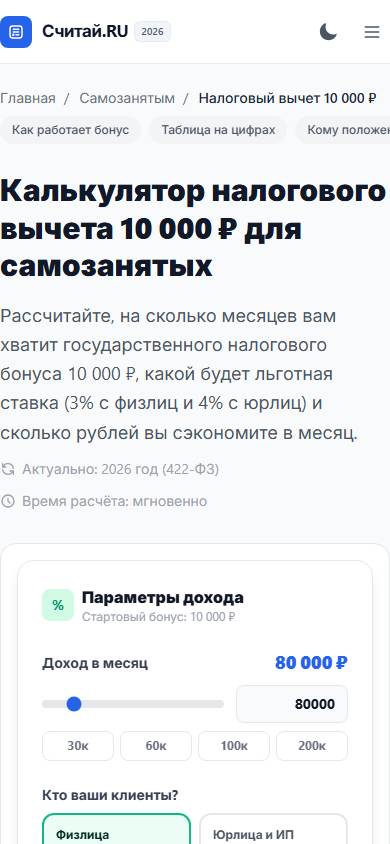 Считай.RU 2026
Главная / Самозанятым / Налоговый вычет 10 000 ₽
Как работает бонус Таблица на цифрах Кому положен
Калькулятор налогового
вычета 10 000 ₽ для
самозанятых
Рассчитайте, на сколько месяцев вам
хватит государственного налогового
бонуса 10 000 ₽, какой будет льготная
ставка (3% с физлиц и 4% с юрлиц) и
сколько рублей вы сэкономите в месяц.
Актуально: 2026 год (422-ФЗ)
Время расчёта: мгновенно
% Параметры дохода
Стартовый бонус: 10 000 ₽
Доход в месяц 80 000 ₽
80000
30к 60к 100к 200к
Кто ваши клиенты?
Физлица Юрлица и ИП